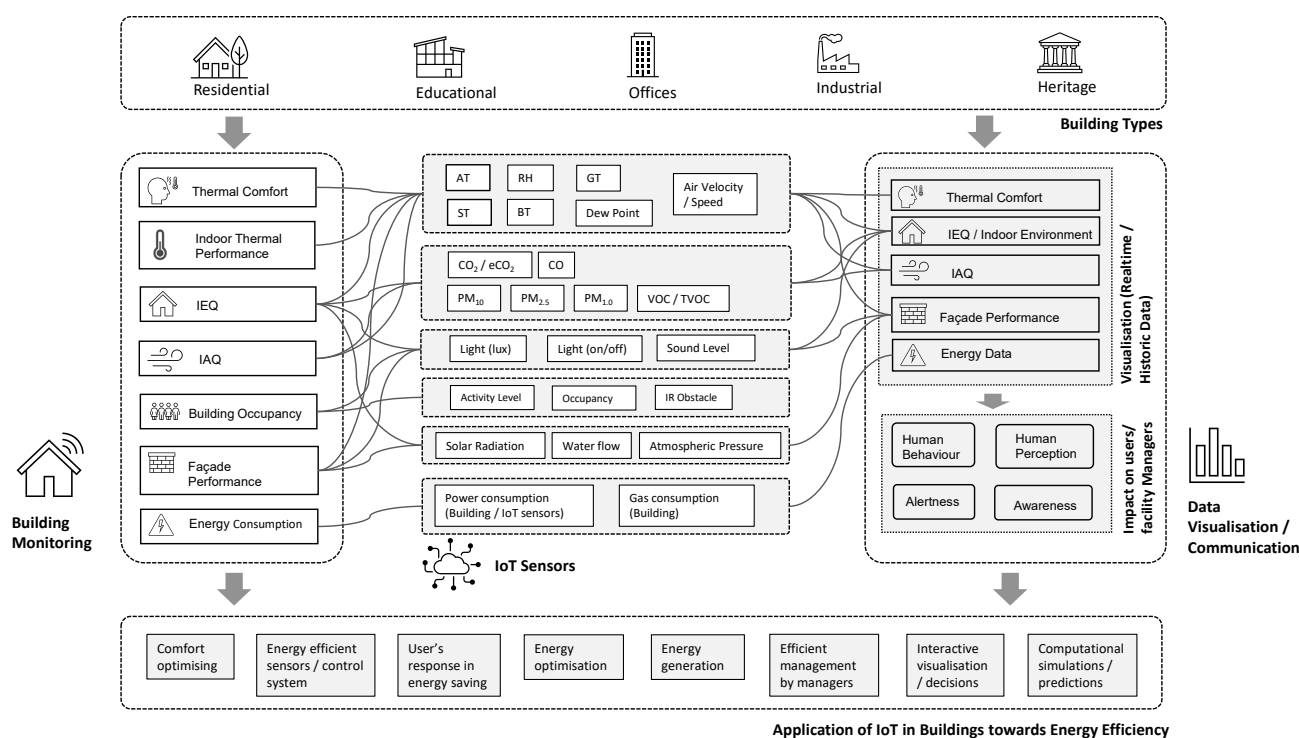 Residential
Educational
Offices
Industrial
Heritage
Building Types
Thermal Comfort
Indoor Thermal
Performance
IEQ
IAQ
Building Occupancy
Façade
Performance
Energy Consumption
Building
Monitoring
AT
RH
GT
Air Velocity
/ Speed
ST
BT
Dew Point
CO₂ / eCO₂
CO
PM₁₀
PM₂.₅
PM₁.₀
VOC / TVOC
Light (lux)
Light (on/off)
Sound Level
Activity Level
Occupancy
IR Obstacle
Solar Radiation
Water flow
Atmospheric Pressure
Power consumption
(Building / IoT sensors)
Gas consumption
(Building)
IoT Sensors
Thermal Comfort
IEQ / Indoor Environment
IAQ
Façade Performance
Energy Data
Visualisation (Realtime /
Historic Data)
Human
Behaviour
Human
Perception
Alertness
Awareness
Impact on users/
facility Managers
Data
Visualisation /
Communication
Comfort
optimising
Energy efficient
sensors / control
system
User's
response in
energy saving
Energy
optimisation
Energy
generation
Efficient
management
by managers
Interactive
visualisation
/ decisions
Computational
simulations /
predictions
Application of IoT in Buildings towards Energy Efficiency